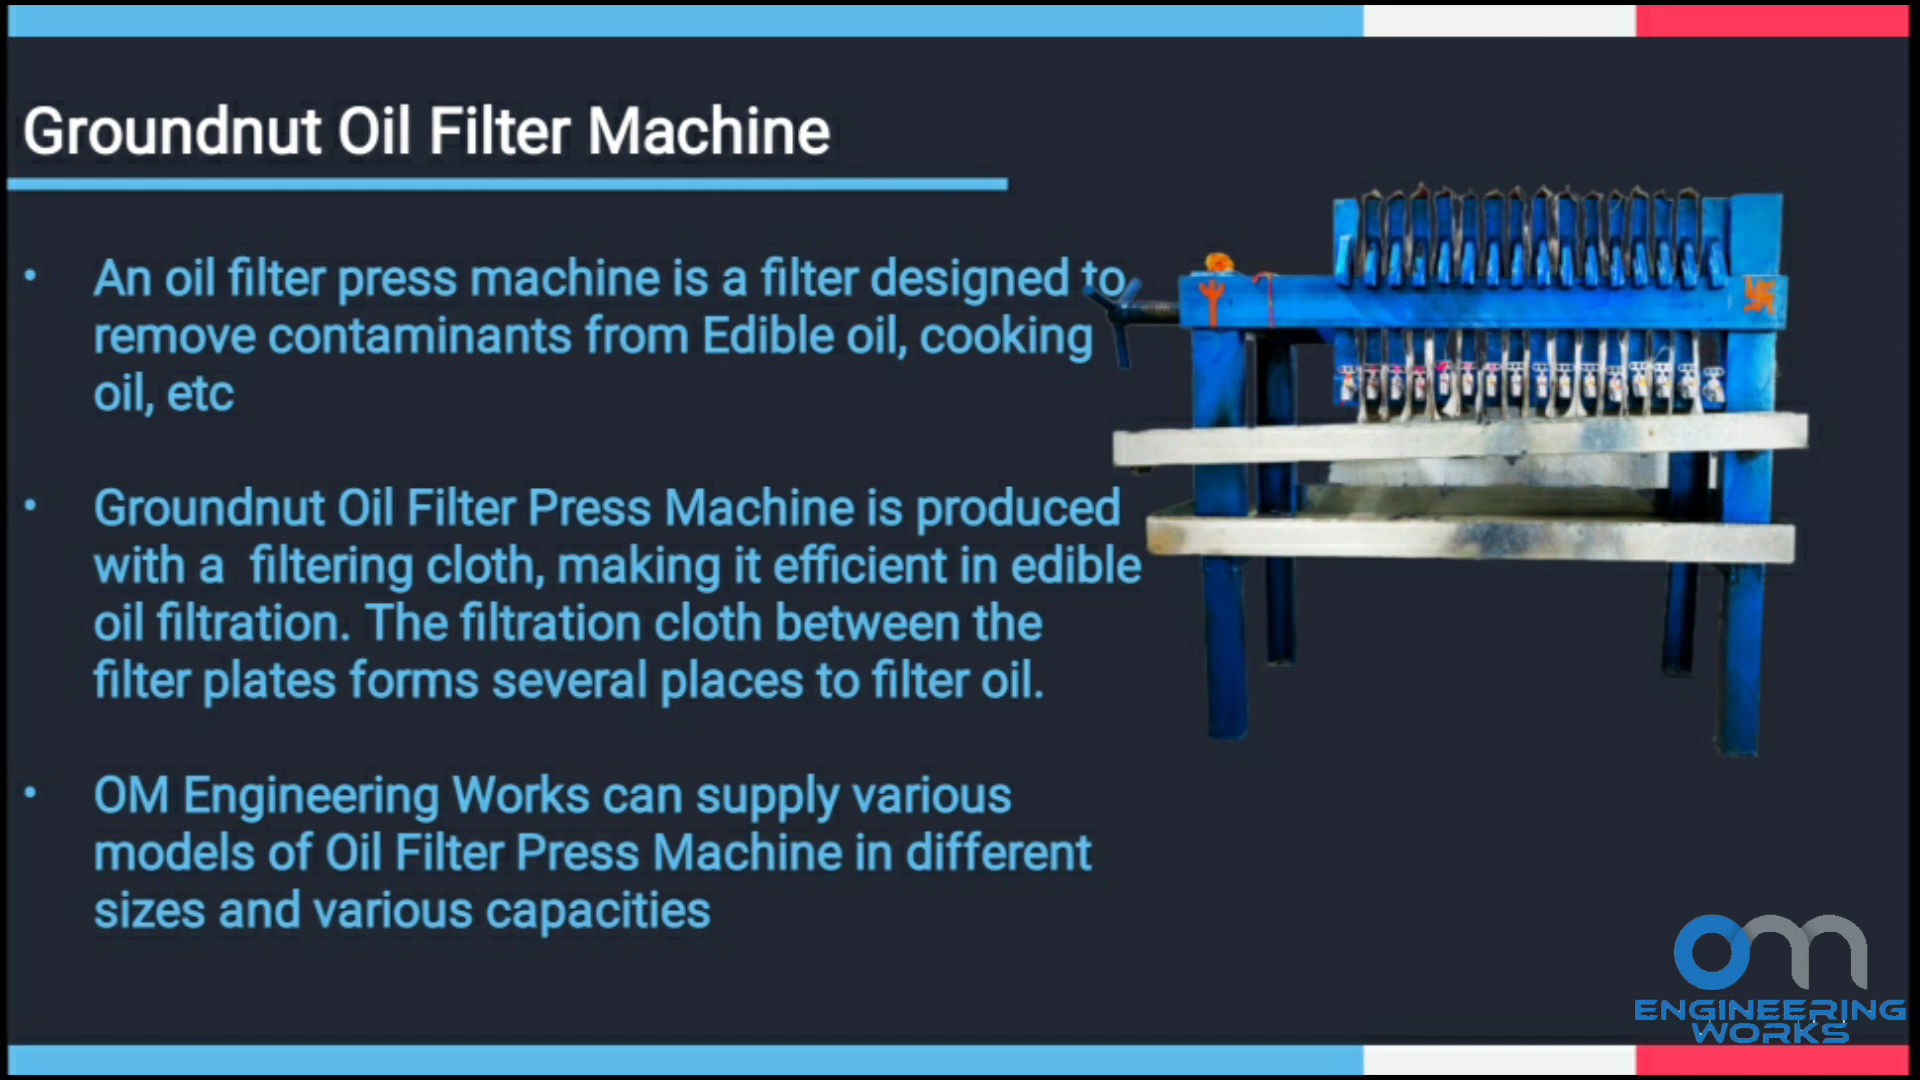 Groundnut Oil Filter Machine
• An oil filter press machine is a filter designed to
remove contaminants from Edible oil, cooking
oil, etc
• Groundnut Oil Filter Press Machine is produced
with a  filtering cloth, making it efficient in edible
oil filtration. The filtration cloth between the
filter plates forms several places to filter oil.
• OM Engineering Works can supply various
models of Oil Filter Press Machine in different
sizes and various capacities
om
ENGINEERING
WORKS